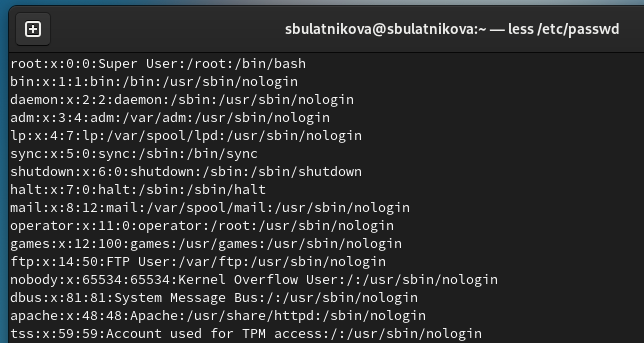 sbulatnikova@sbulatnikova:~ — less /etc/passwd
root:x:0:0:Super User:/root:/bin/bash
bin:x:1:1:bin:/bin:/usr/sbin/nologin
daemon:x:2:2:daemon:/sbin:/usr/sbin/nologin
adm:x:3:4:adm:/var/adm:/usr/sbin/nologin
lp:x:4:7:lp:/var/spool/lpd:/usr/sbin/nologin
sync:x:5:0:sync:/sbin:/bin/sync
shutdown:x:6:0:shutdown:/sbin:/sbin/shutdown
halt:x:7:0:halt:/sbin:/sbin/halt
mail:x:8:12:mail:/var/spool/mail:/usr/sbin/nologin
operator:x:11:0:operator:/root:/usr/sbin/nologin
games:x:12:100:games:/usr/games:/usr/sbin/nologin
ftp:x:14:50:FTP User:/var/ftp:/usr/sbin/nologin
nobody:x:65534:65534:Kernel Overflow User:/:/usr/sbin/nologin
dbus:x:81:81:System Message Bus:/:/usr/sbin/nologin
apache:x:48:48:Apache:/usr/share/httpd:/sbin/nologin
tss:x:59:59:Account used for TPM access:/:/usr/sbin/nologin